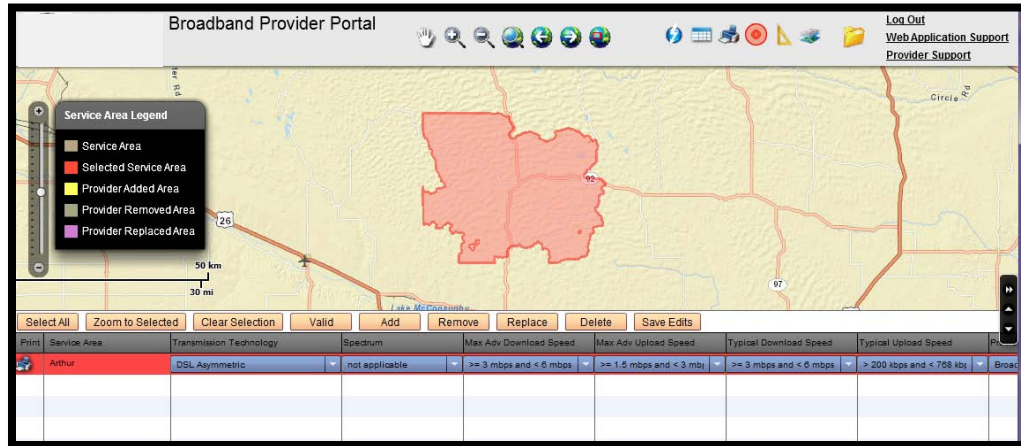 Broadband Provider Portal
Log Out
Web Application Support
Provider Support
ter Rd
Circle Rd
Service Area Legend
Service Area
Selected Service Area
Provider Added Area
Provider Removed Area
Provider Replaced Area
92
26
97
50 km
30 mi
Lake McConaughy
Select All Zoom to Selected Clear Selection Valid Add Remove Replace Delete Save Edits
Print Service Area Transmission Technology Spectrum Max Adv Download Speed Max Adv Upload Speed Typical Download Speed Typical Upload Speed
Arthur DSL Asymmetric not applicable >= 3 mbps and < 6 mbps >= 1.5 mbps and < 3 mb >= 3 mbps and < 6 mbps > 200 kbps and < 768 kb Broad